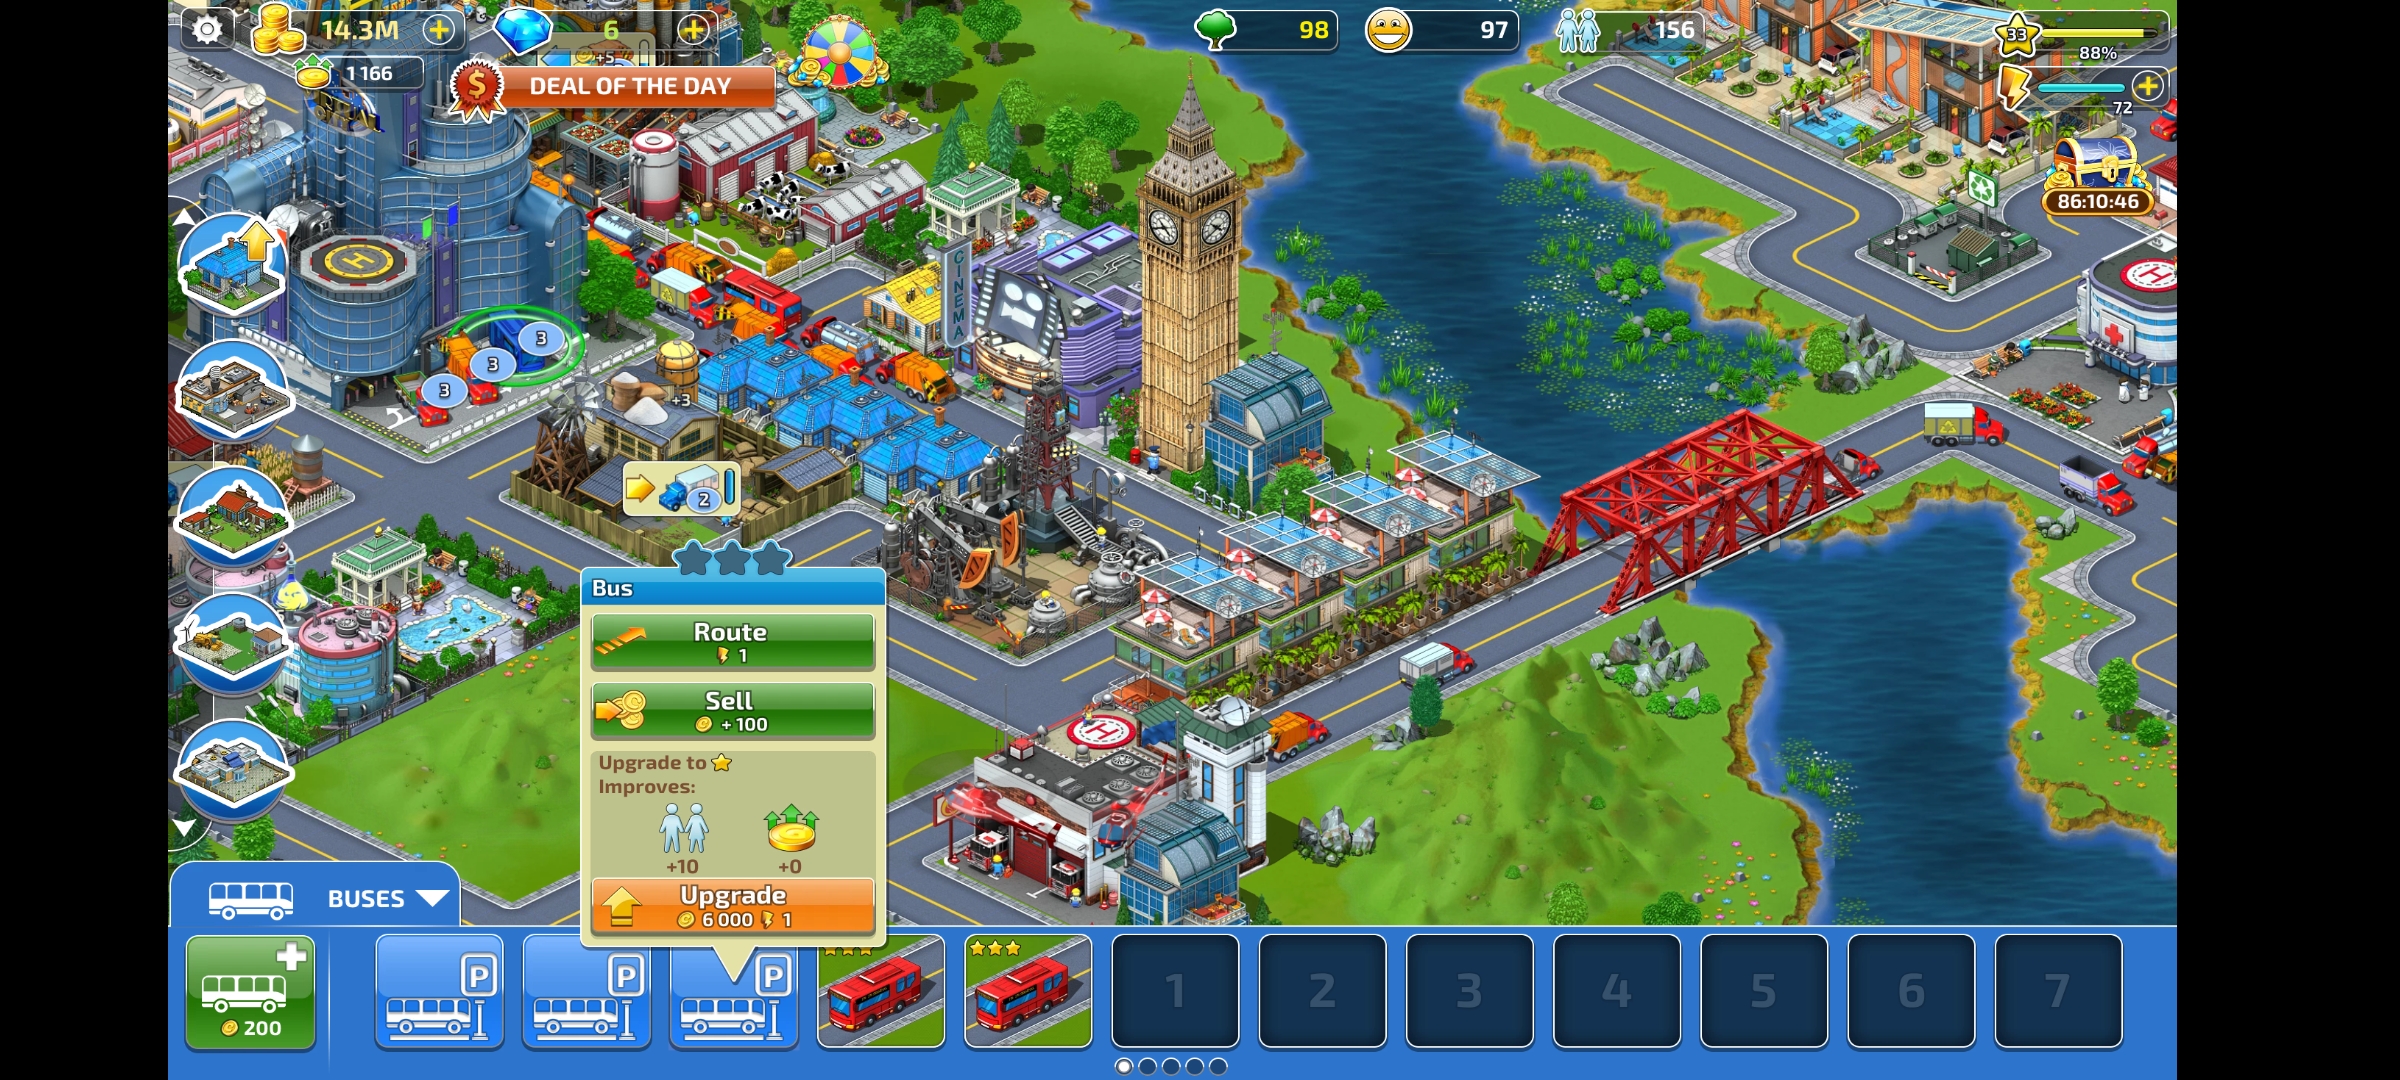 14.3M
6
98
97
156
33
88%
1 166
+5
DEAL OF THE DAY
72
86:10:46
CINEMA
H
H
3
3
3
+3
2
Bus
Route
1
Sell
+ 100
Upgrade to
Improves:
+10
+0
Upgrade
6 000 1
H
BUSES
200
P
P
P
1
2
3
4
5
6
7